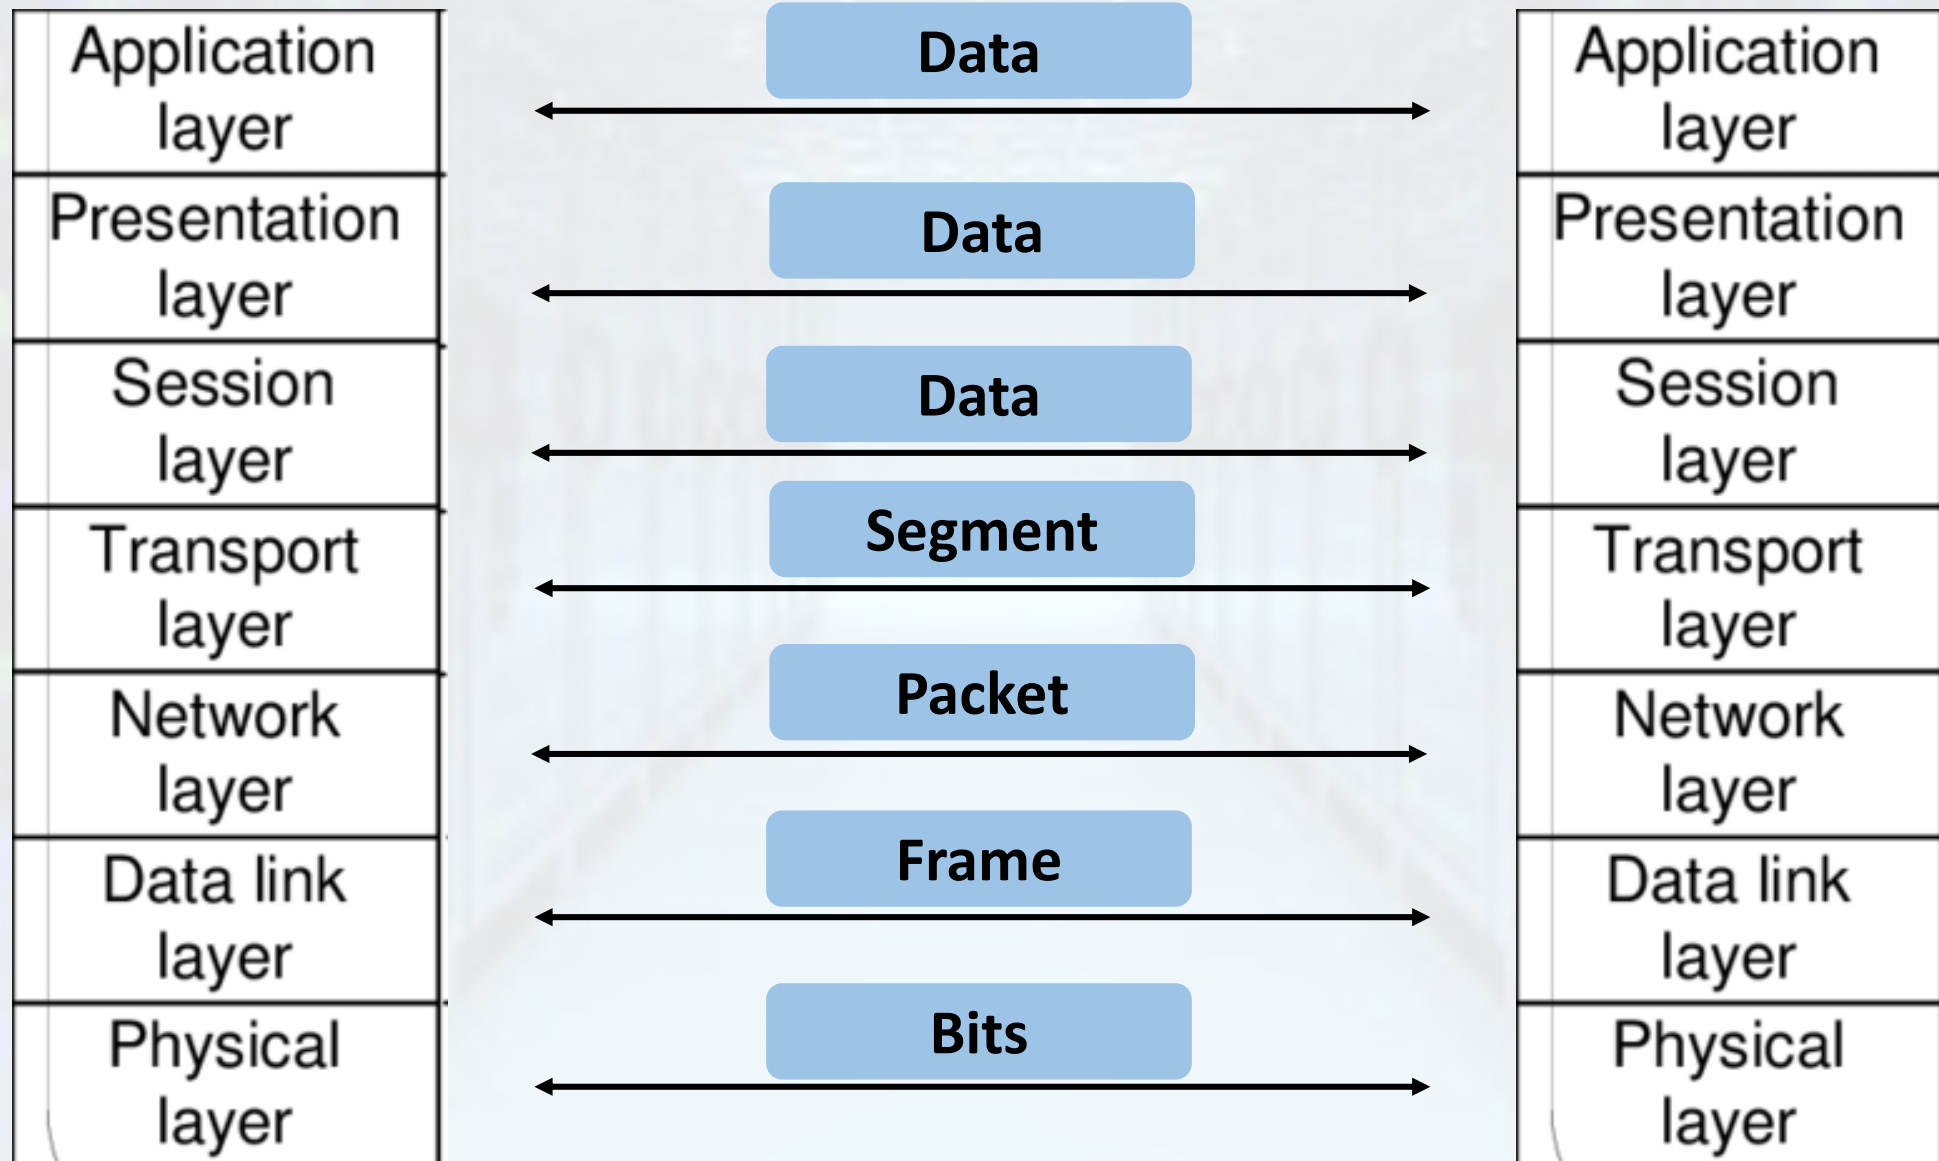 Application
layer
Data
Application
layer
Presentation
layer
Data
Presentation
layer
Session
layer
Data
Session
layer
Transport
layer
Segment
Transport
layer
Network
layer
Packet
Network
layer
Data link
layer
Frame
Data link
layer
Physical
layer
Bits
Physical
layer